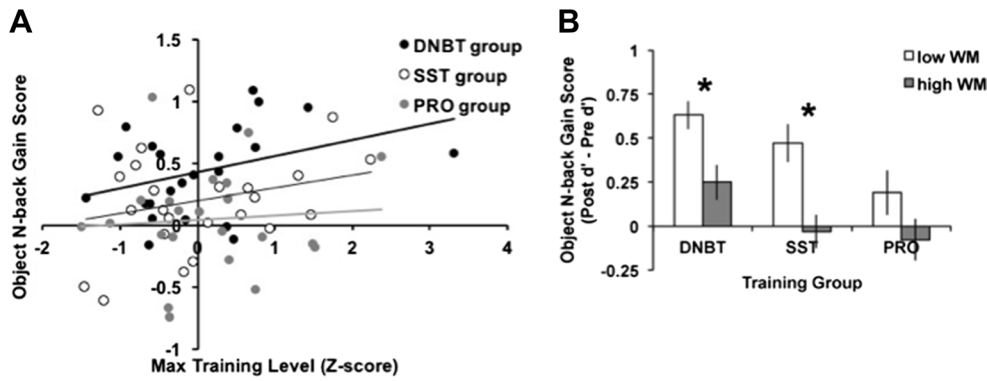 A
Object N-back Gain Score
1.5
1
0.5
0
-0.5
-1
-2
-1
0
1
2
3
4
Max Training Level (Z-score)
DNBT group
SST group
PRO group
B
Object N-back Gain Score
(Post d' - Pre d')
1
0.75
0.5
0.25
0
-0.25
*
*
low WM
high WM
DNBT
SST
PRO
Training Group